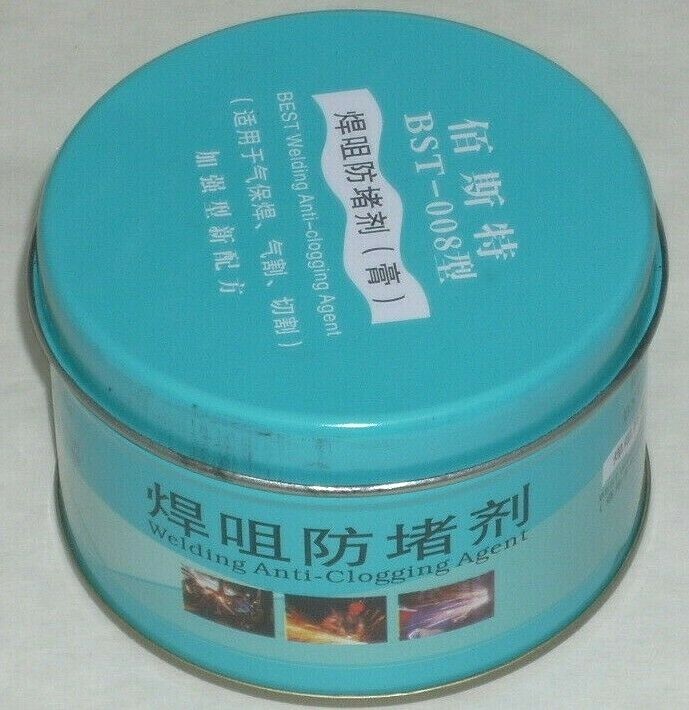 佰斯特
BST-008型
焊咀防堵剂（膏）
BEST Welding Anti-clogging Agent
（适用于气保焊、气割、切割）
加强型新配方
焊咀防堵剂
Welding Anti-Clogging Agent